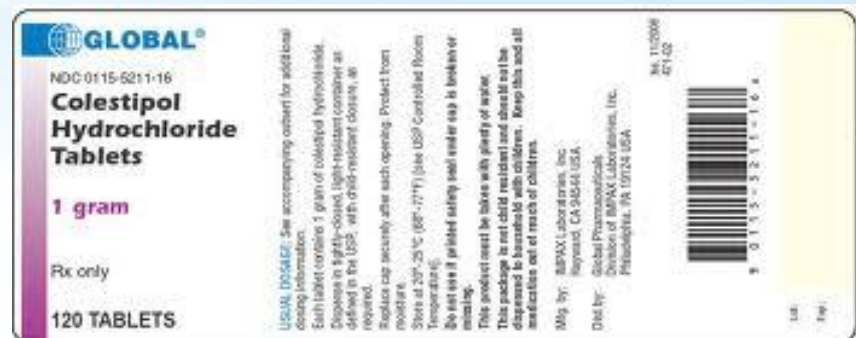 GLOBAL®
NDC 0115-5211-16
Colestipol
Hydrochloride
Tablets
1 gram
Rx only
120 TABLETS
USUAL DOSAGE: See accompanying outsert for additional
dosing information.
Each tablet contains 1 gram of colestipol hydrochloride.
Dispense in tightly-closed, light-resistant container as
defined in the USP, with child-resistant closure, as
required.
Replace cap securely after each opening. Protect from
moisture.
Store at 20°-25°C (68°-77°F) [see USP Controlled Room
Temperature].
Do not use if printed safety seal under cap is broken or
missing.
This product must be taken with plenty of water.
This package is not child resistant and should not be
dispensed to household with children. Keep this and all
medication out of reach of children.
Mfg. by: IMPAX Laboratories, Inc.
Hayward, CA 94544 USA
Dist by: Global Pharmaceuticals
Division of IMPAX Laboratories, Inc.
Philadelphia, PA 19124 USA
11/2006
471-02
Lot:
Exp: